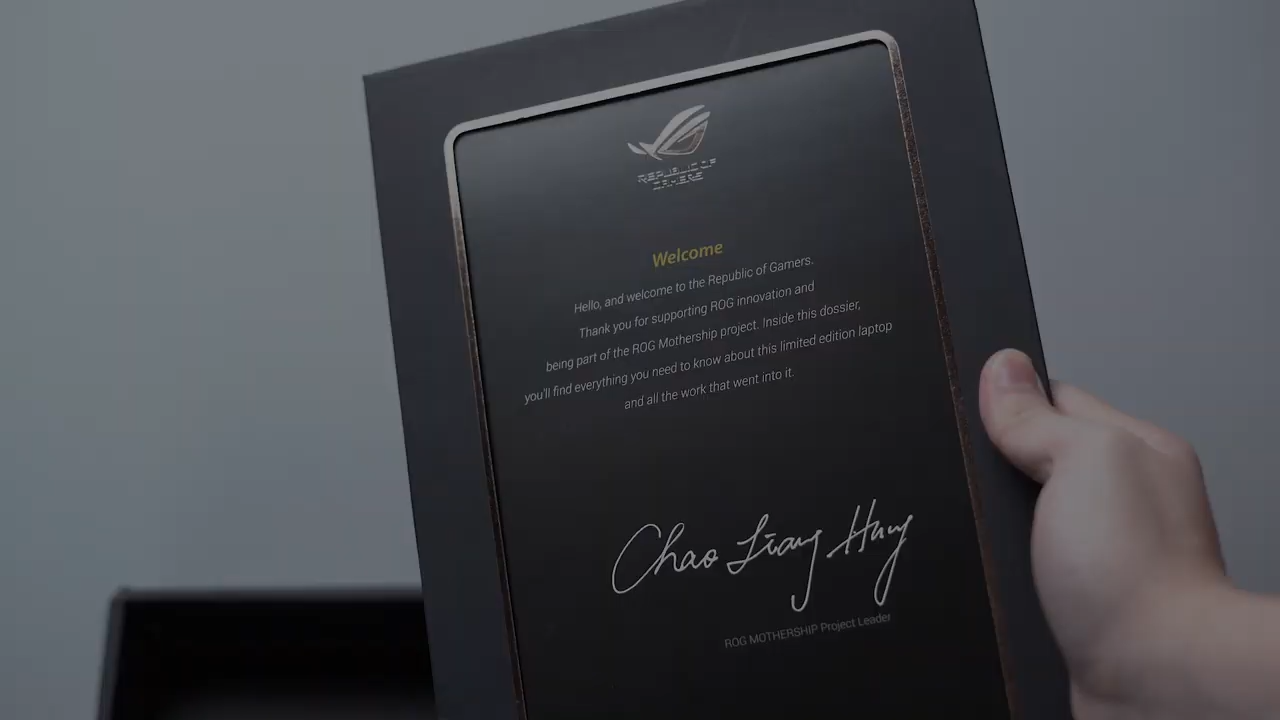 REPUBLIC OF
GAMERS
Welcome
Hello, and welcome to the Republic of Gamers.
Thank you for supporting ROG innovation and
being part of the ROG Mothership project. Inside this dossier,
you'll find everything you need to know about this limited edition laptop
and all the work that went into it.
Chao Liang Hung
ROG MOTHERSHIP Project Leader